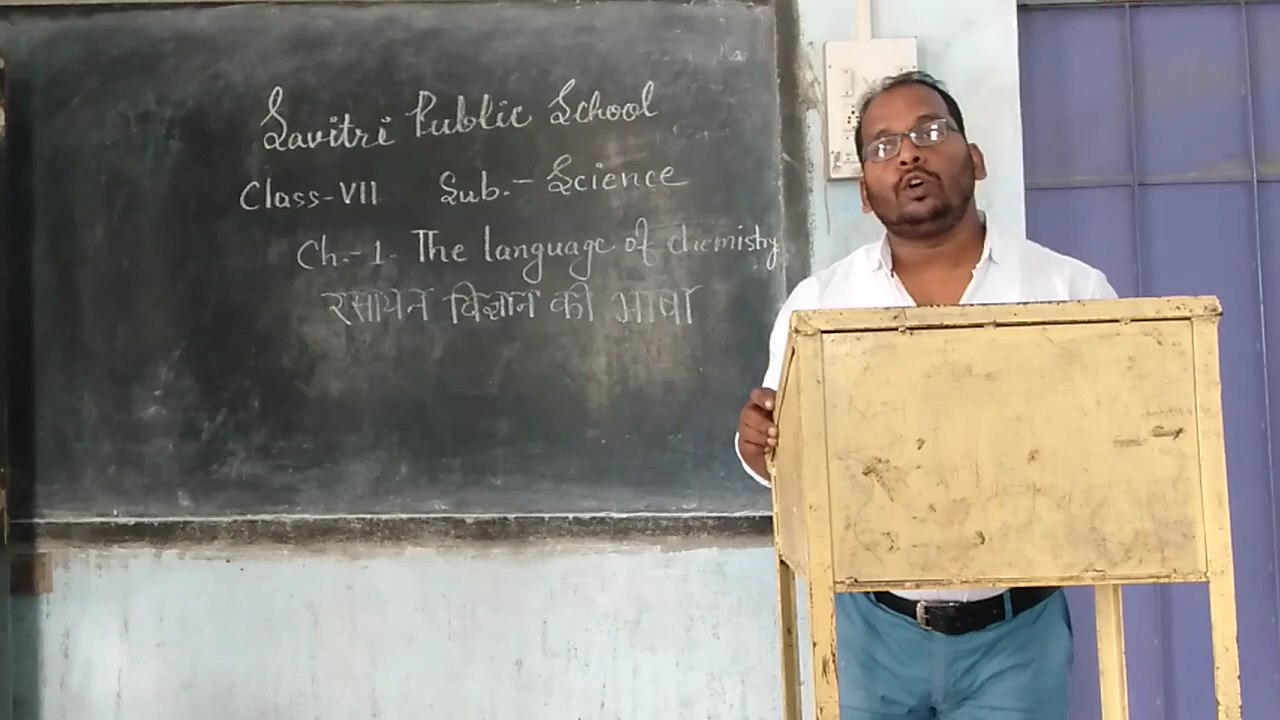 Savitri Public School
Class-VII Sub.- Science
Ch.-1. The language of chemistry
रसायन विज्ञान की भाषा